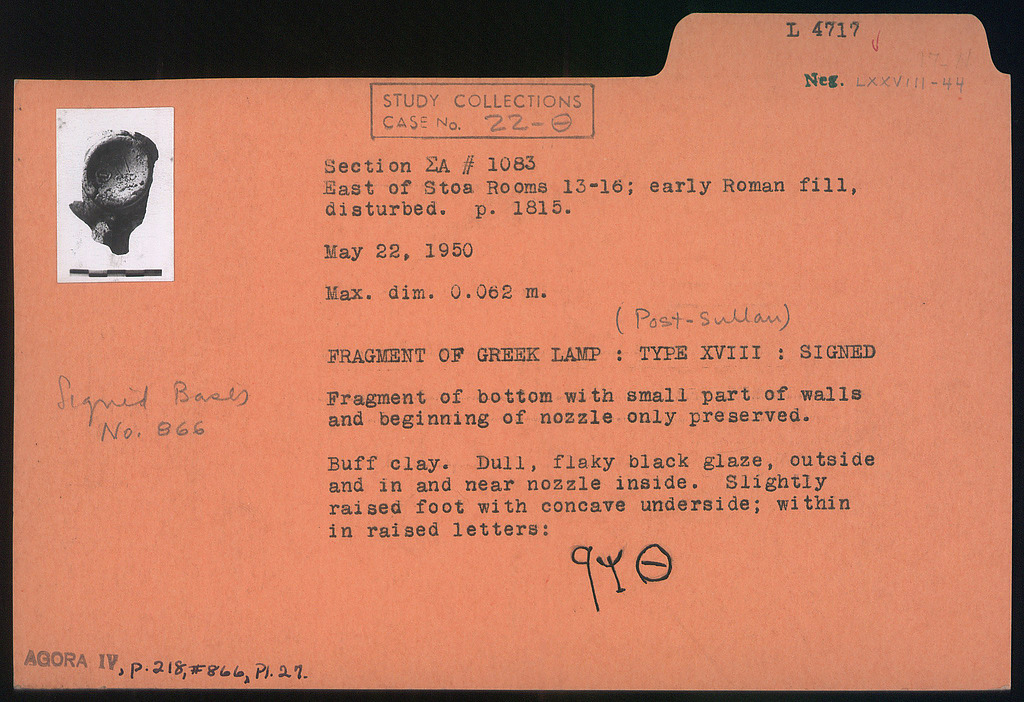 L 4717
Neg. LXXVIII-44
STUDY COLLECTIONS
CASE No. 22-Θ
Section ΣA # 1083
East of Stoa Rooms 13-16; early Roman fill,
disturbed. p. 1815.
May 22, 1950
Max. dim. 0.062 m.
(Post-Sullan)
FRAGMENT OF GREEK LAMP : TYPE XVIII : SIGNED
Signed Bases
No. 866
Fragment of bottom with small part of walls
and beginning of nozzle only preserved.
Buff clay. Dull, flaky black glaze, outside
and in and near nozzle inside. Slightly
raised foot with concave underside; within
in raised letters:
AGORA IV, p. 218, #866, Pl. 27.